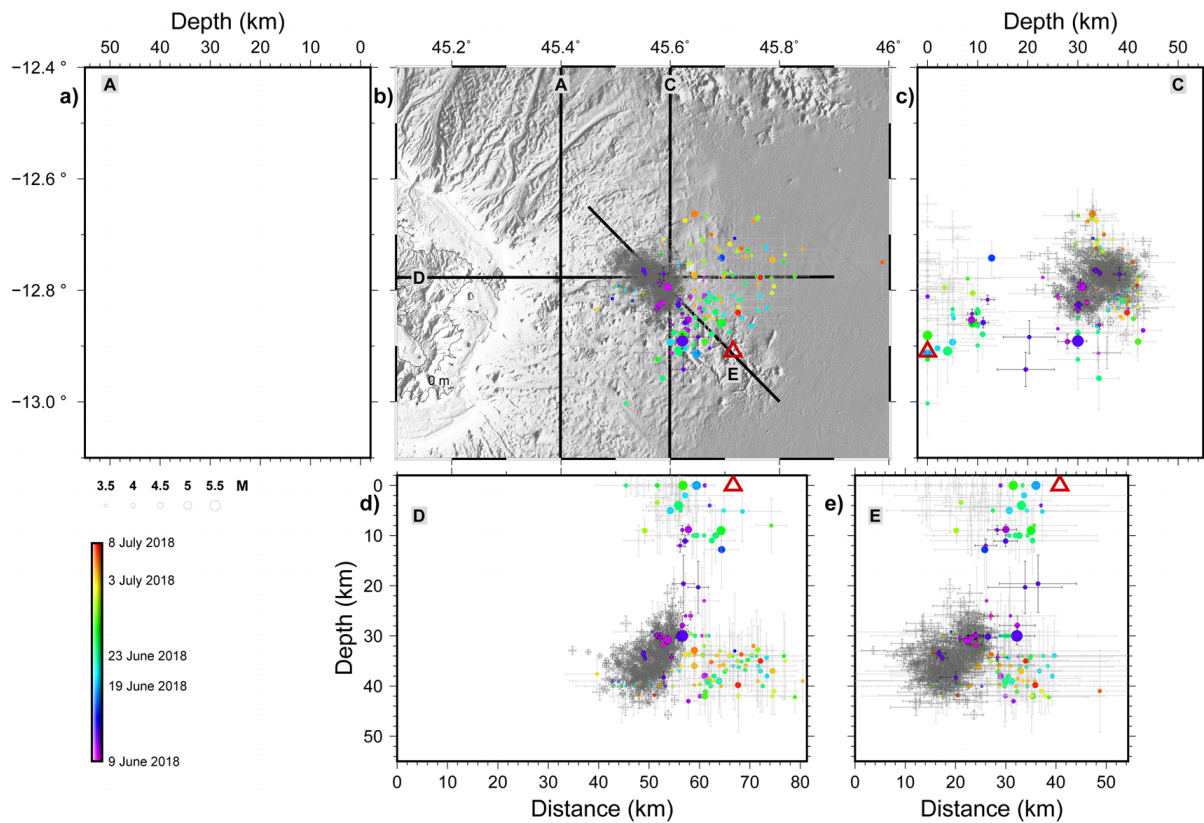 Depth (km)
Depth (km)
50 40 30 20 10 0
45.2° 45.4° 45.6° 45.8° 46°
0 10 20 30 40 50
−12.4°
−12.6°
−12.8°
−13.0°
a)
A
b)
A
C
D
E
0 m
c)
C
3.5 4 4.5 5 5.5 M
8 July 2018
3 July 2018
23 June 2018
19 June 2018
9 June 2018
d)
D
0
10
20
30
40
50
Depth (km)
0 10 20 30 40 50 60 70 80
Distance (km)
e)
E
0 10 20 30 40 50
Distance (km)